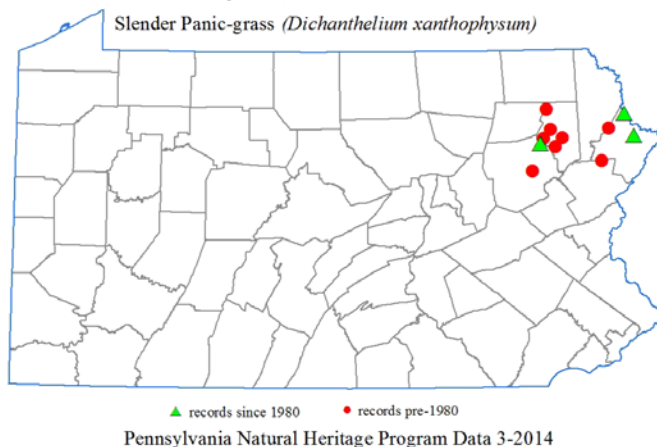 Slender Panic-grass (Dichanthelium xanthophysum)
records since 1980 records pre-1980
Pennsylvania Natural Heritage Program Data 3-2014